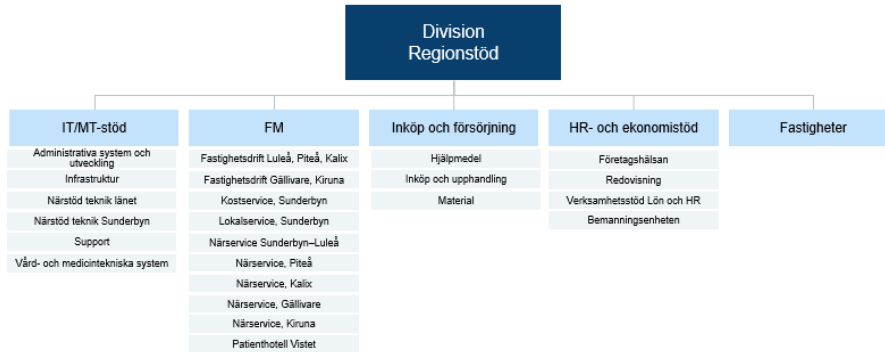 Division
Regionstöd
IT/MT-stöd
Administrativa system och
utveckling
Infrastruktur
Närstöd teknik länet
Närstöd teknik Sunderbyn
Support
Vård- och medicintekniska system
FM
Fastighetsdrift Luleå, Piteå, Kalix
Fastighetsdrift Gällivare, Kiruna
Kostservice, Sunderbyn
Lokalservice, Sunderbyn
Närservice Sunderbyn–Luleå
Närservice, Piteå
Närservice, Kalix
Närservice, Gällivare
Närservice, Kiruna
Patienthotell Vistet
Inköp och försörjning
Hjälpmedel
Inköp och upphandling
Material
HR- och ekonomistöd
Företagshälsan
Redovisning
Verksamhetsstöd Lön och HR
Bemanningsenheten
Fastigheter